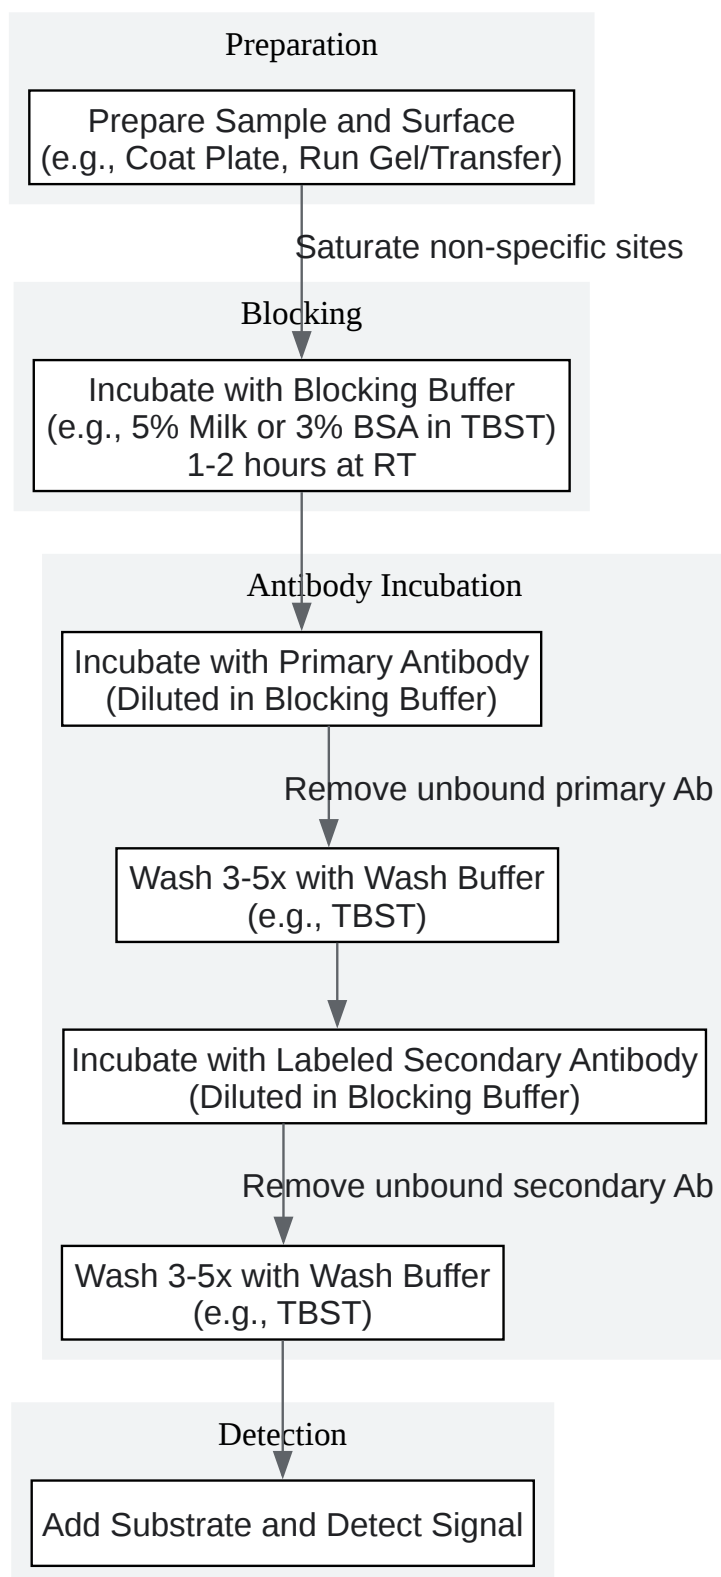 Preparation
Prepare Sample and Surface
(e.g., Coat Plate, Run Gel/Transfer)
Saturate non-specific sites
Blocking
Incubate with Blocking Buffer
(e.g., 5% Milk or 3% BSA in TBST)
1-2 hours at RT
Antibody Incubation
Incubate with Primary Antibody
(Diluted in Blocking Buffer)
Remove unbound primary Ab
Wash 3-5x with Wash Buffer
(e.g., TBST)
Incubate with Labeled Secondary Antibody
(Diluted in Blocking Buffer)
Remove unbound secondary Ab
Wash 3-5x with Wash Buffer
(e.g., TBST)
Detection
Add Substrate and Detect Signal